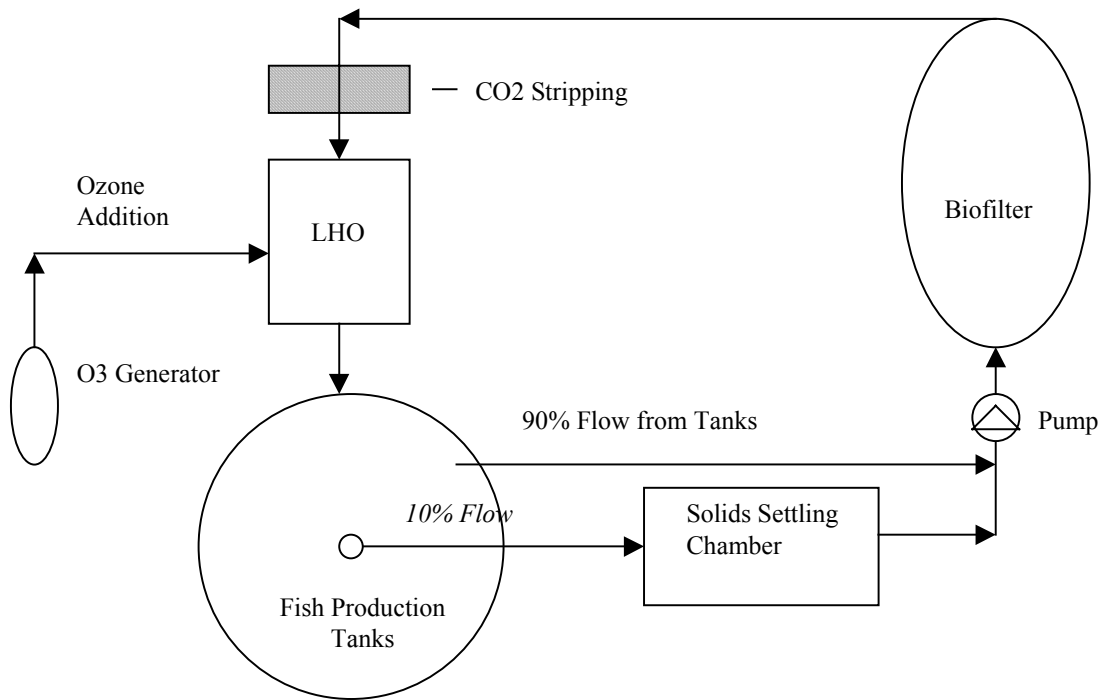 CO2 Stripping
Ozone
Addition
LHO
Biofilter
O3 Generator
90% Flow from Tanks
Pump
10% Flow
Solids Settling
Chamber
Fish Production
Tanks